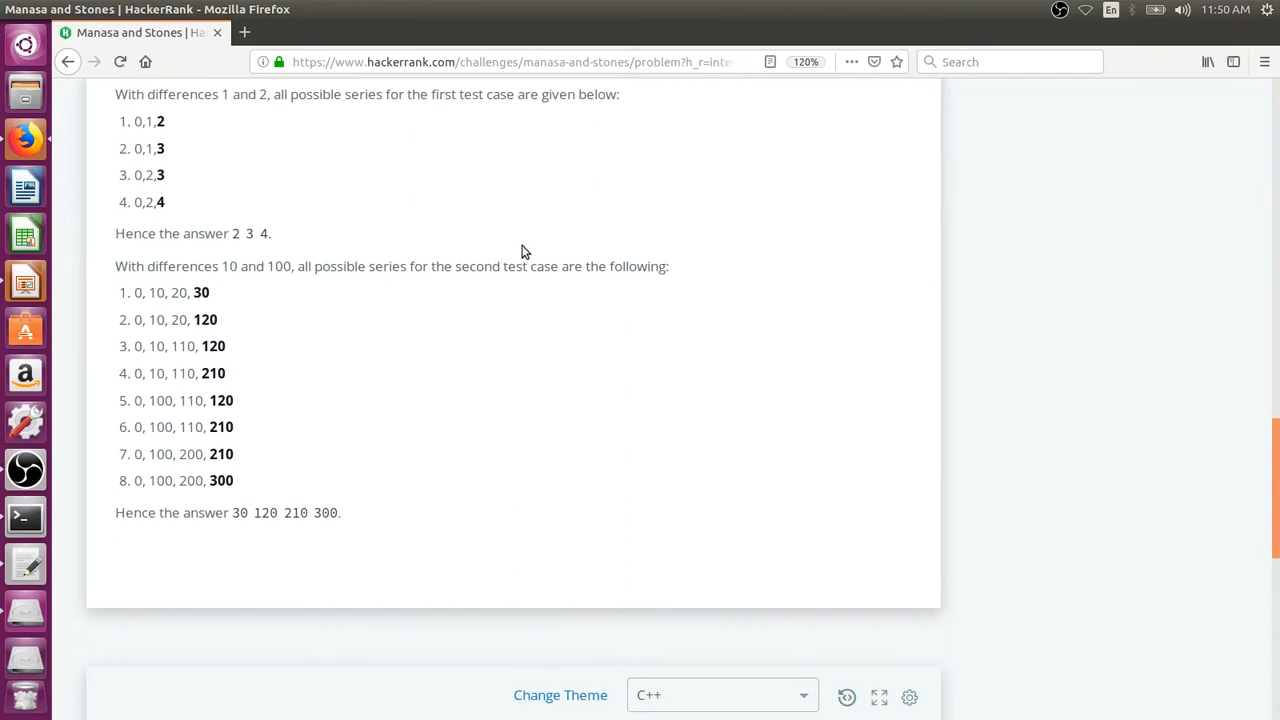 Manasa and Stones | HackerRank - Mozilla Firefox
En
11:50 AM
Manasa and Stones | Ha
https://www.hackerrank.com/challenges/manasa-and-stones/problem?h_r=inte
120%
Search
With differences 1 and 2, all possible series for the first test case are given below:
1. 0,1,2
2. 0,1,3
3. 0,2,3
4. 0,2,4
Hence the answer 2 3 4.
With differences 10 and 100, all possible series for the second test case are the following:
1. 0, 10, 20, 30
2. 0, 10, 20, 120
3. 0, 10, 110, 120
4. 0, 10, 110, 210
5. 0, 100, 110, 120
6. 0, 100, 110, 210
7. 0, 100, 200, 210
8. 0, 100, 200, 300
Hence the answer 30 120 210 300.
Change Theme
C++